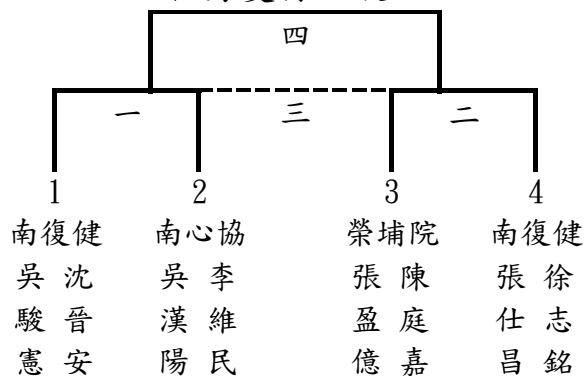 四
一 三 二
1 2 3 4
南復健 南心協 榮埔院 南復健
吳 沈 吳 李 張 陳 張 徐
駿 晉 漢 維 盈 庭 仕 志
憲 安 陽 民 億 嘉 昌 銘